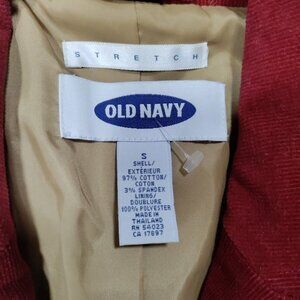 STRETCH
OLD NAVY
S
SHELL/
EXTÉRIEUR
97% COTTON/
COTON
3% SPANDEX
LINING/
DOUBLURE
100% POLYESTER
MADE IN
THAILAND
RN 54023
CA 17897